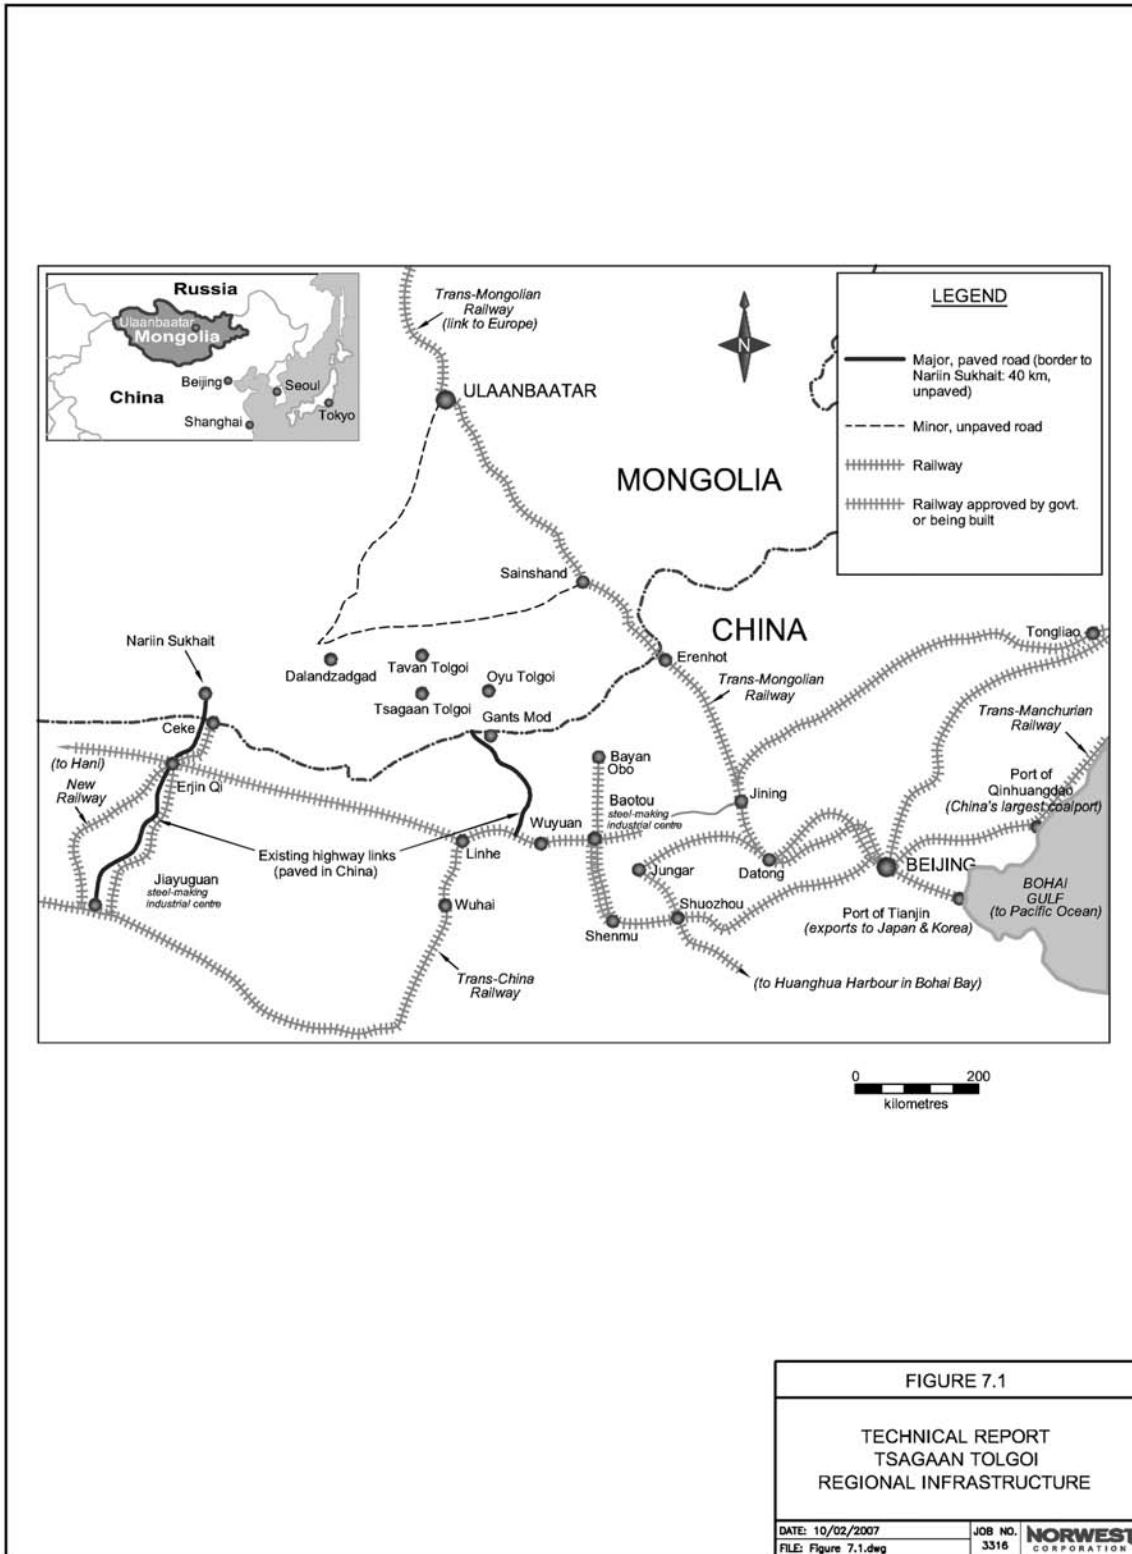 Russia
Ulaanbaatar
Mongolia
Beijing
China
Seoul
Shanghai
Tokyo
Trans-Mongolian
Railway
(link to Europe)
ULAANBAATAR
N
LEGEND
Major, paved road (border to
Nariin Sukhait: 40 km,
unpaved)
Minor, unpaved road
Railway
Railway approved by govt.
or being built
MONGOLIA
Sainshand
CHINA
Tongliao
Nariin Sukhait
Erenhot
Dalandzadgad
Tavan Tolgoi
Oyu Tolgoi
Trans-Mongolian
Railway
Tsagaan Tolgoi
Gants Mod
Trans-Manchurian
Railway
Ceke
(to Hani)
Erjin Qi
New
Railway
Bayan
Obo
Port of
Qinhuangdao
(China's largest coalport)
Jining
Baotou
steel-making
industrial centre
Wuyuan
Linhe
Existing highway links
(paved in China)
Jungar
Datong
BEIJING
Jiayuguan
steel-making
industrial centre
BOHAI
GULF
(to Pacific Ocean)
Wuhai
Shuozhou
Port of Tianjin
(exports to Japan & Korea)
Shenmu
Trans-China
Railway
(to Huanghua Harbour in Bohai Bay)
0 200
kilometres
FIGURE 7.1
TECHNICAL REPORT
TSAGAAN TOLGOI
REGIONAL INFRASTRUCTURE
DATE: 10/02/2007
FILE: Figure 7.1.dwg
JOB NO.
3316
NORWEST
CORPORATION